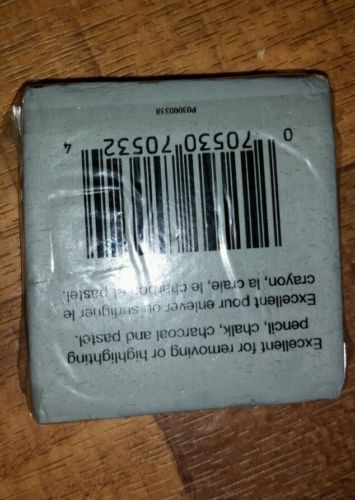 Excellent for removing or highlighting
pencil, chalk, charcoal and pastel.
Excellent pour enlever ou surligner le
crayon, la craie, le charbon et pastel.
0 70530 70532 4
P03000338